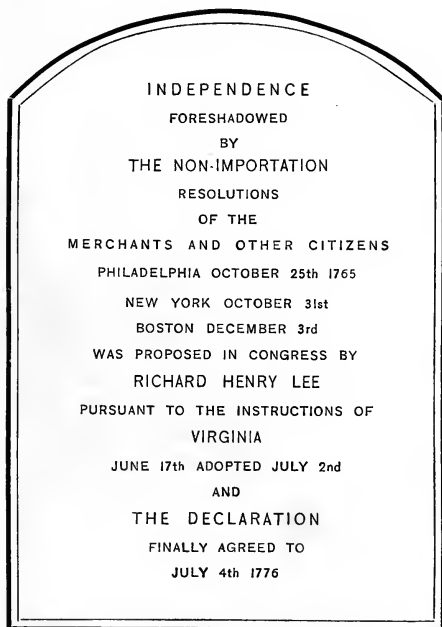 INDEPENDENCE
FORESHADOWED
BY
THE NON-IMPORTATION
RESOLUTIONS
OF THE
MERCHANTS AND OTHER CITIZENS
PHILADELPHIA OCTOBER 25th 1765
NEW YORK OCTOBER 31st
BOSTON DECEMBER 3rd
WAS PROPOSED IN CONGRESS BY
RICHARD HENRY LEE
PURSUANT TO THE INSTRUCTIONS OF
VIRGINIA
JUNE 17th ADOPTED JULY 2nd
AND
THE DECLARATION
FINALLY AGREED TO
JULY 4th 1776